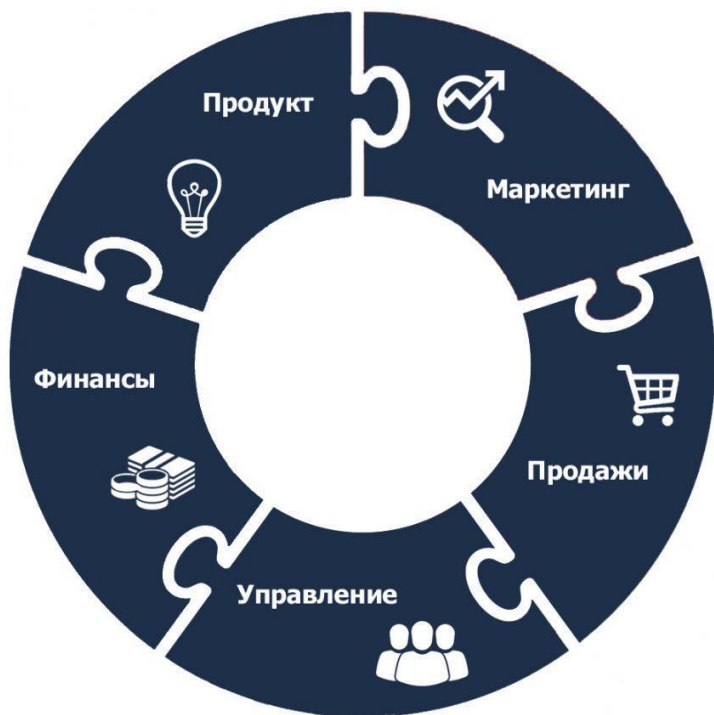 Продукт
Маркетинг
Финансы
Продажи
Управление